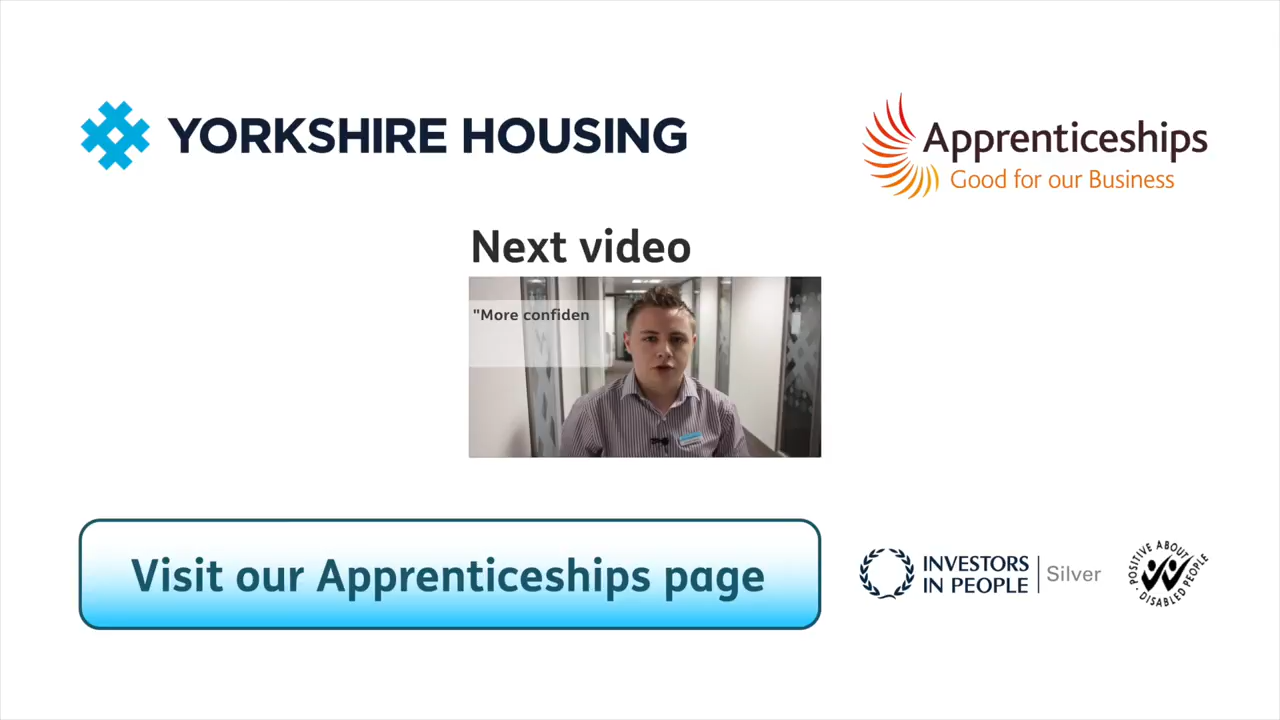 YORKSHIRE HOUSING
Apprenticeships
Good for our Business
Next video
"More confiden
Visit our Apprenticeships page
INVESTORS
IN PEOPLE
Silver
POSITIVE ABOUT
DISABLED PEOPLE